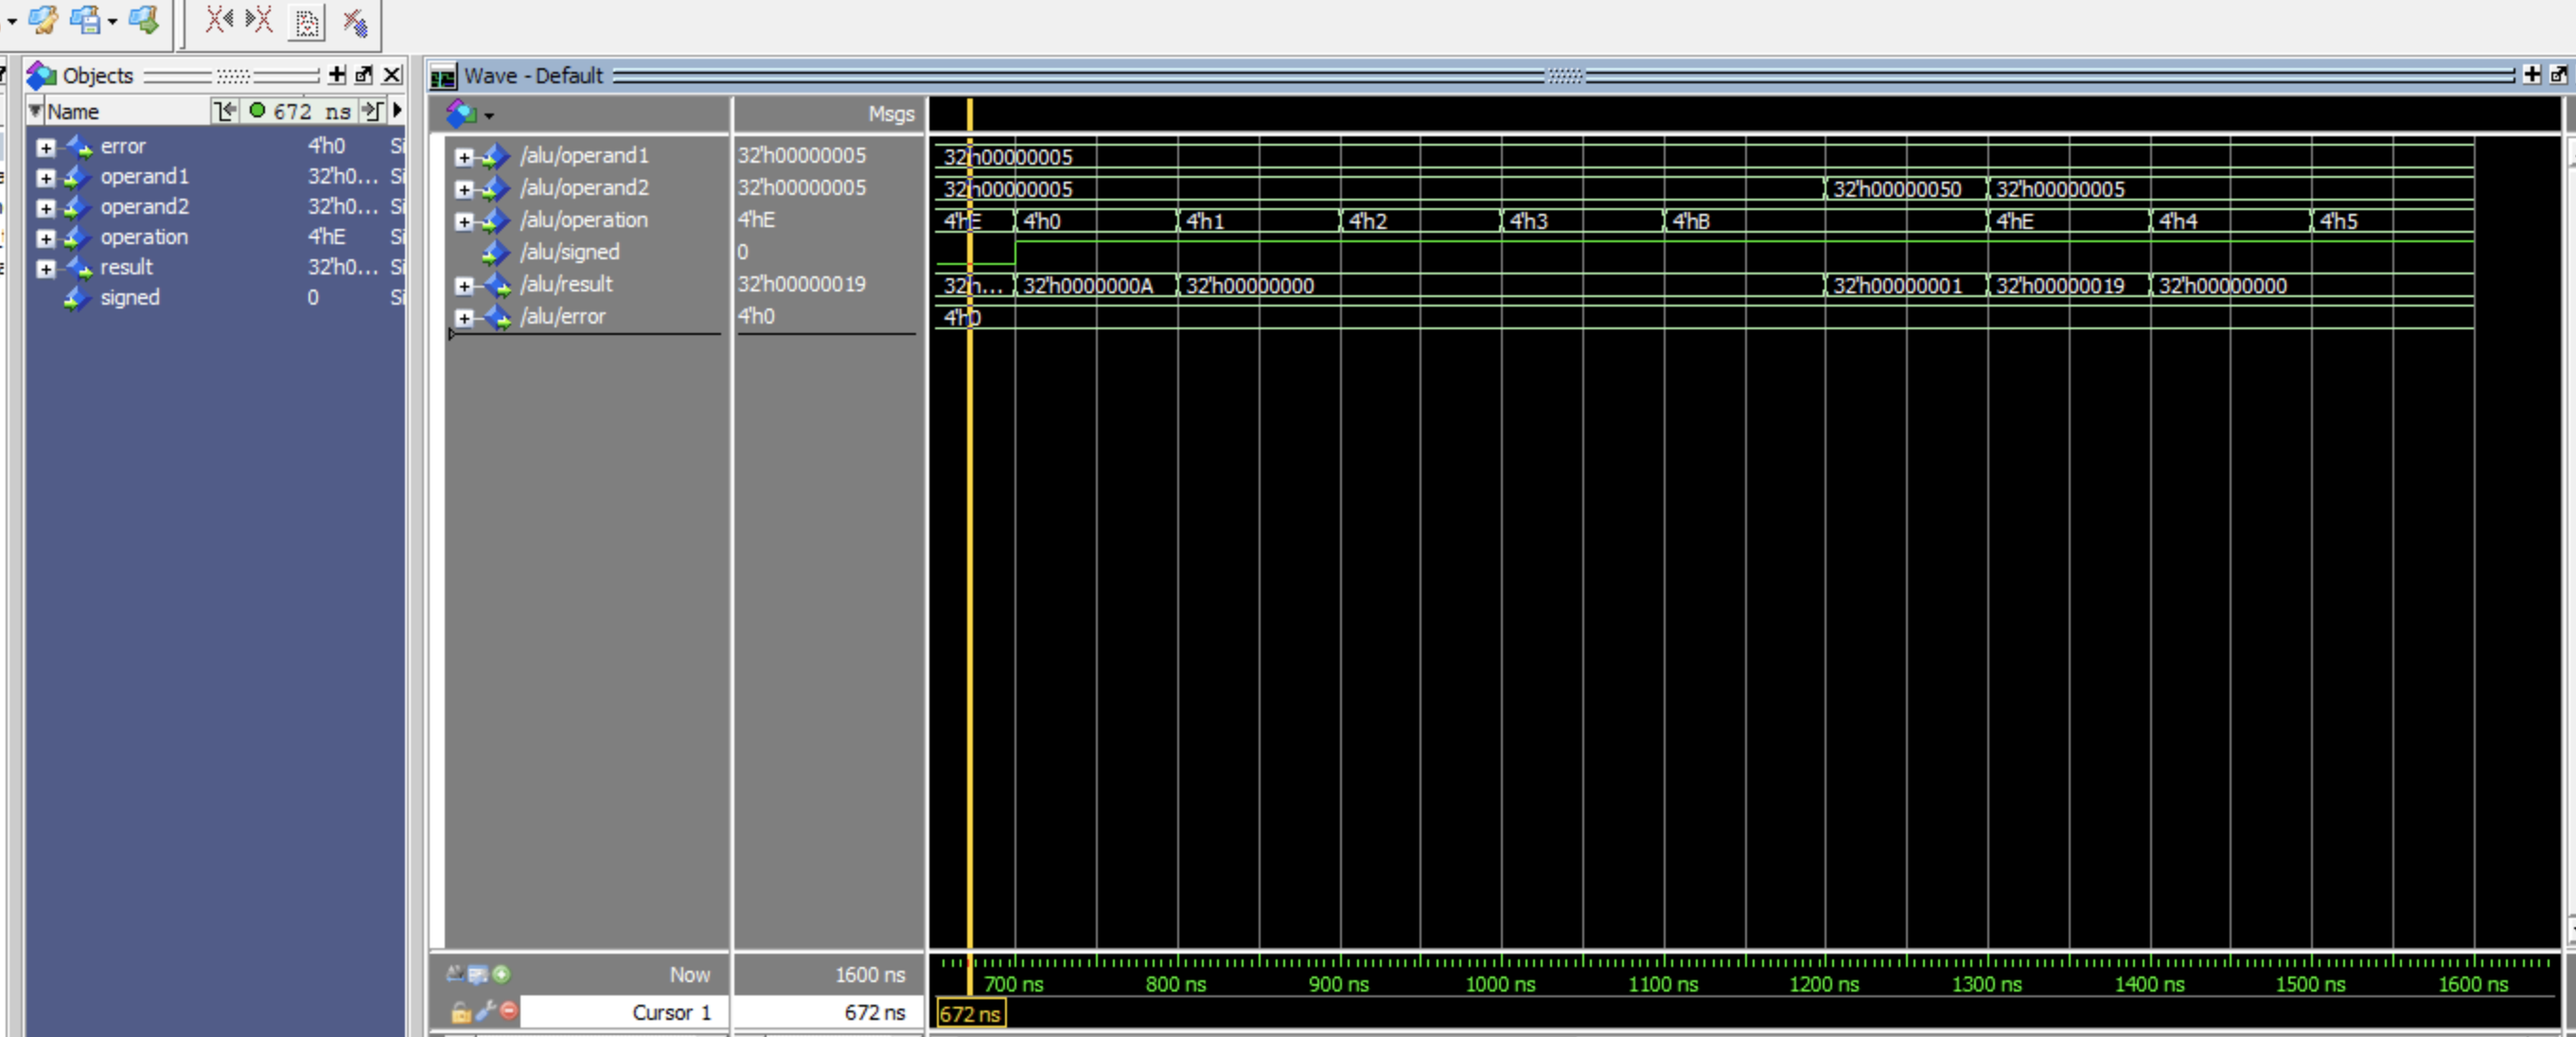 Objects
Wave - Default
Name 672 ns
Msgs
error 4'h0 Si
operand1 32'h0... Si
operand2 32'h0... Si
operation 4'hE Si
result 32'h0... Si
signed 0 Si
/alu/operand1 32'h00000005 32'h00000005
/alu/operand2 32'h00000005 32'h00000005 32'h00000050 32'h00000005
/alu/operation 4'hE 4'hE 4'h0 4'h1 4'h2 4'h3 4'hB 4'hE 4'h4 4'h5
/alu/signed 0
/alu/result 32'h00000019 32'h... 32'h0000000A 32'h00000000 32'h00000001 32'h00000019 32'h00000000
/alu/error 4'h0 4'h0
Now 1600 ns 700 ns 800 ns 900 ns 1000 ns 1100 ns 1200 ns 1300 ns 1400 ns 1500 ns 1600 ns
Cursor 1 672 ns 672 ns